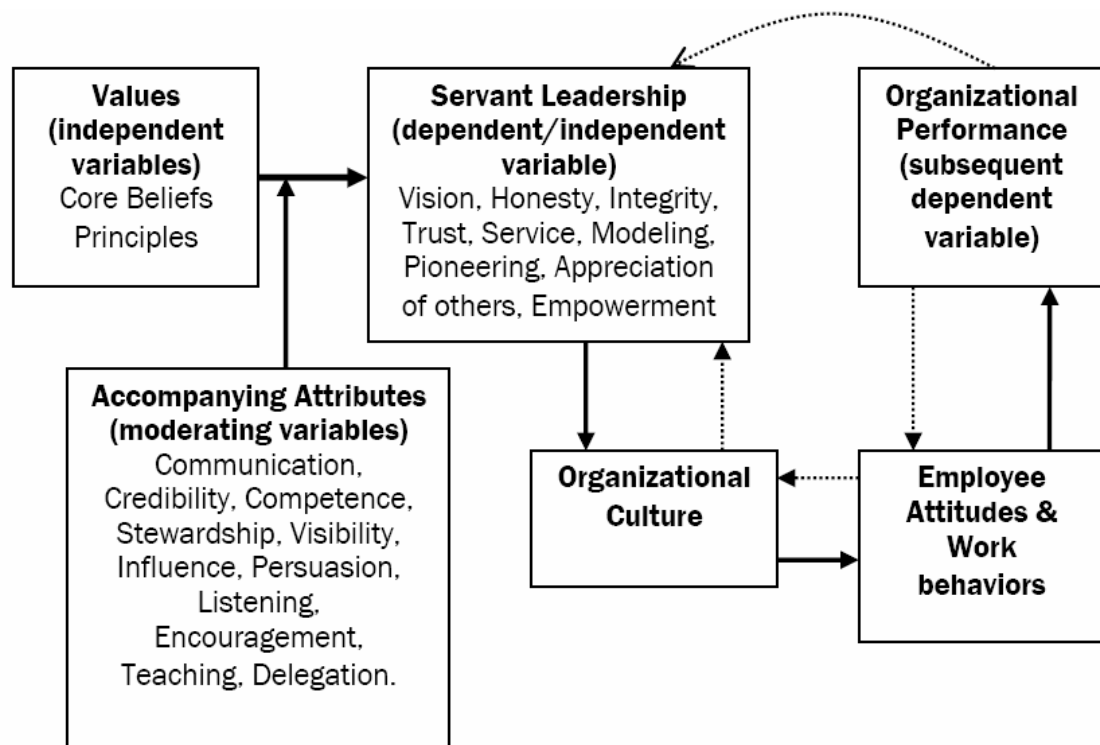 Values
(independent
variables)
Core Beliefs
Principles
Servant Leadership
(dependent/independent
variable)
Vision, Honesty, Integrity,
Trust, Service, Modeling,
Pioneering, Appreciation
of others, Empowerment
Organizational
Performance
(subsequent
dependent
variable)
Accompanying Attributes
(moderating variables)
Communication,
Credibility, Competence,
Stewardship, Visibility,
Influence, Persuasion,
Listening,
Encouragement,
Teaching, Delegation.
Organizational
Culture
Employee
Attitudes &
Work
behaviors